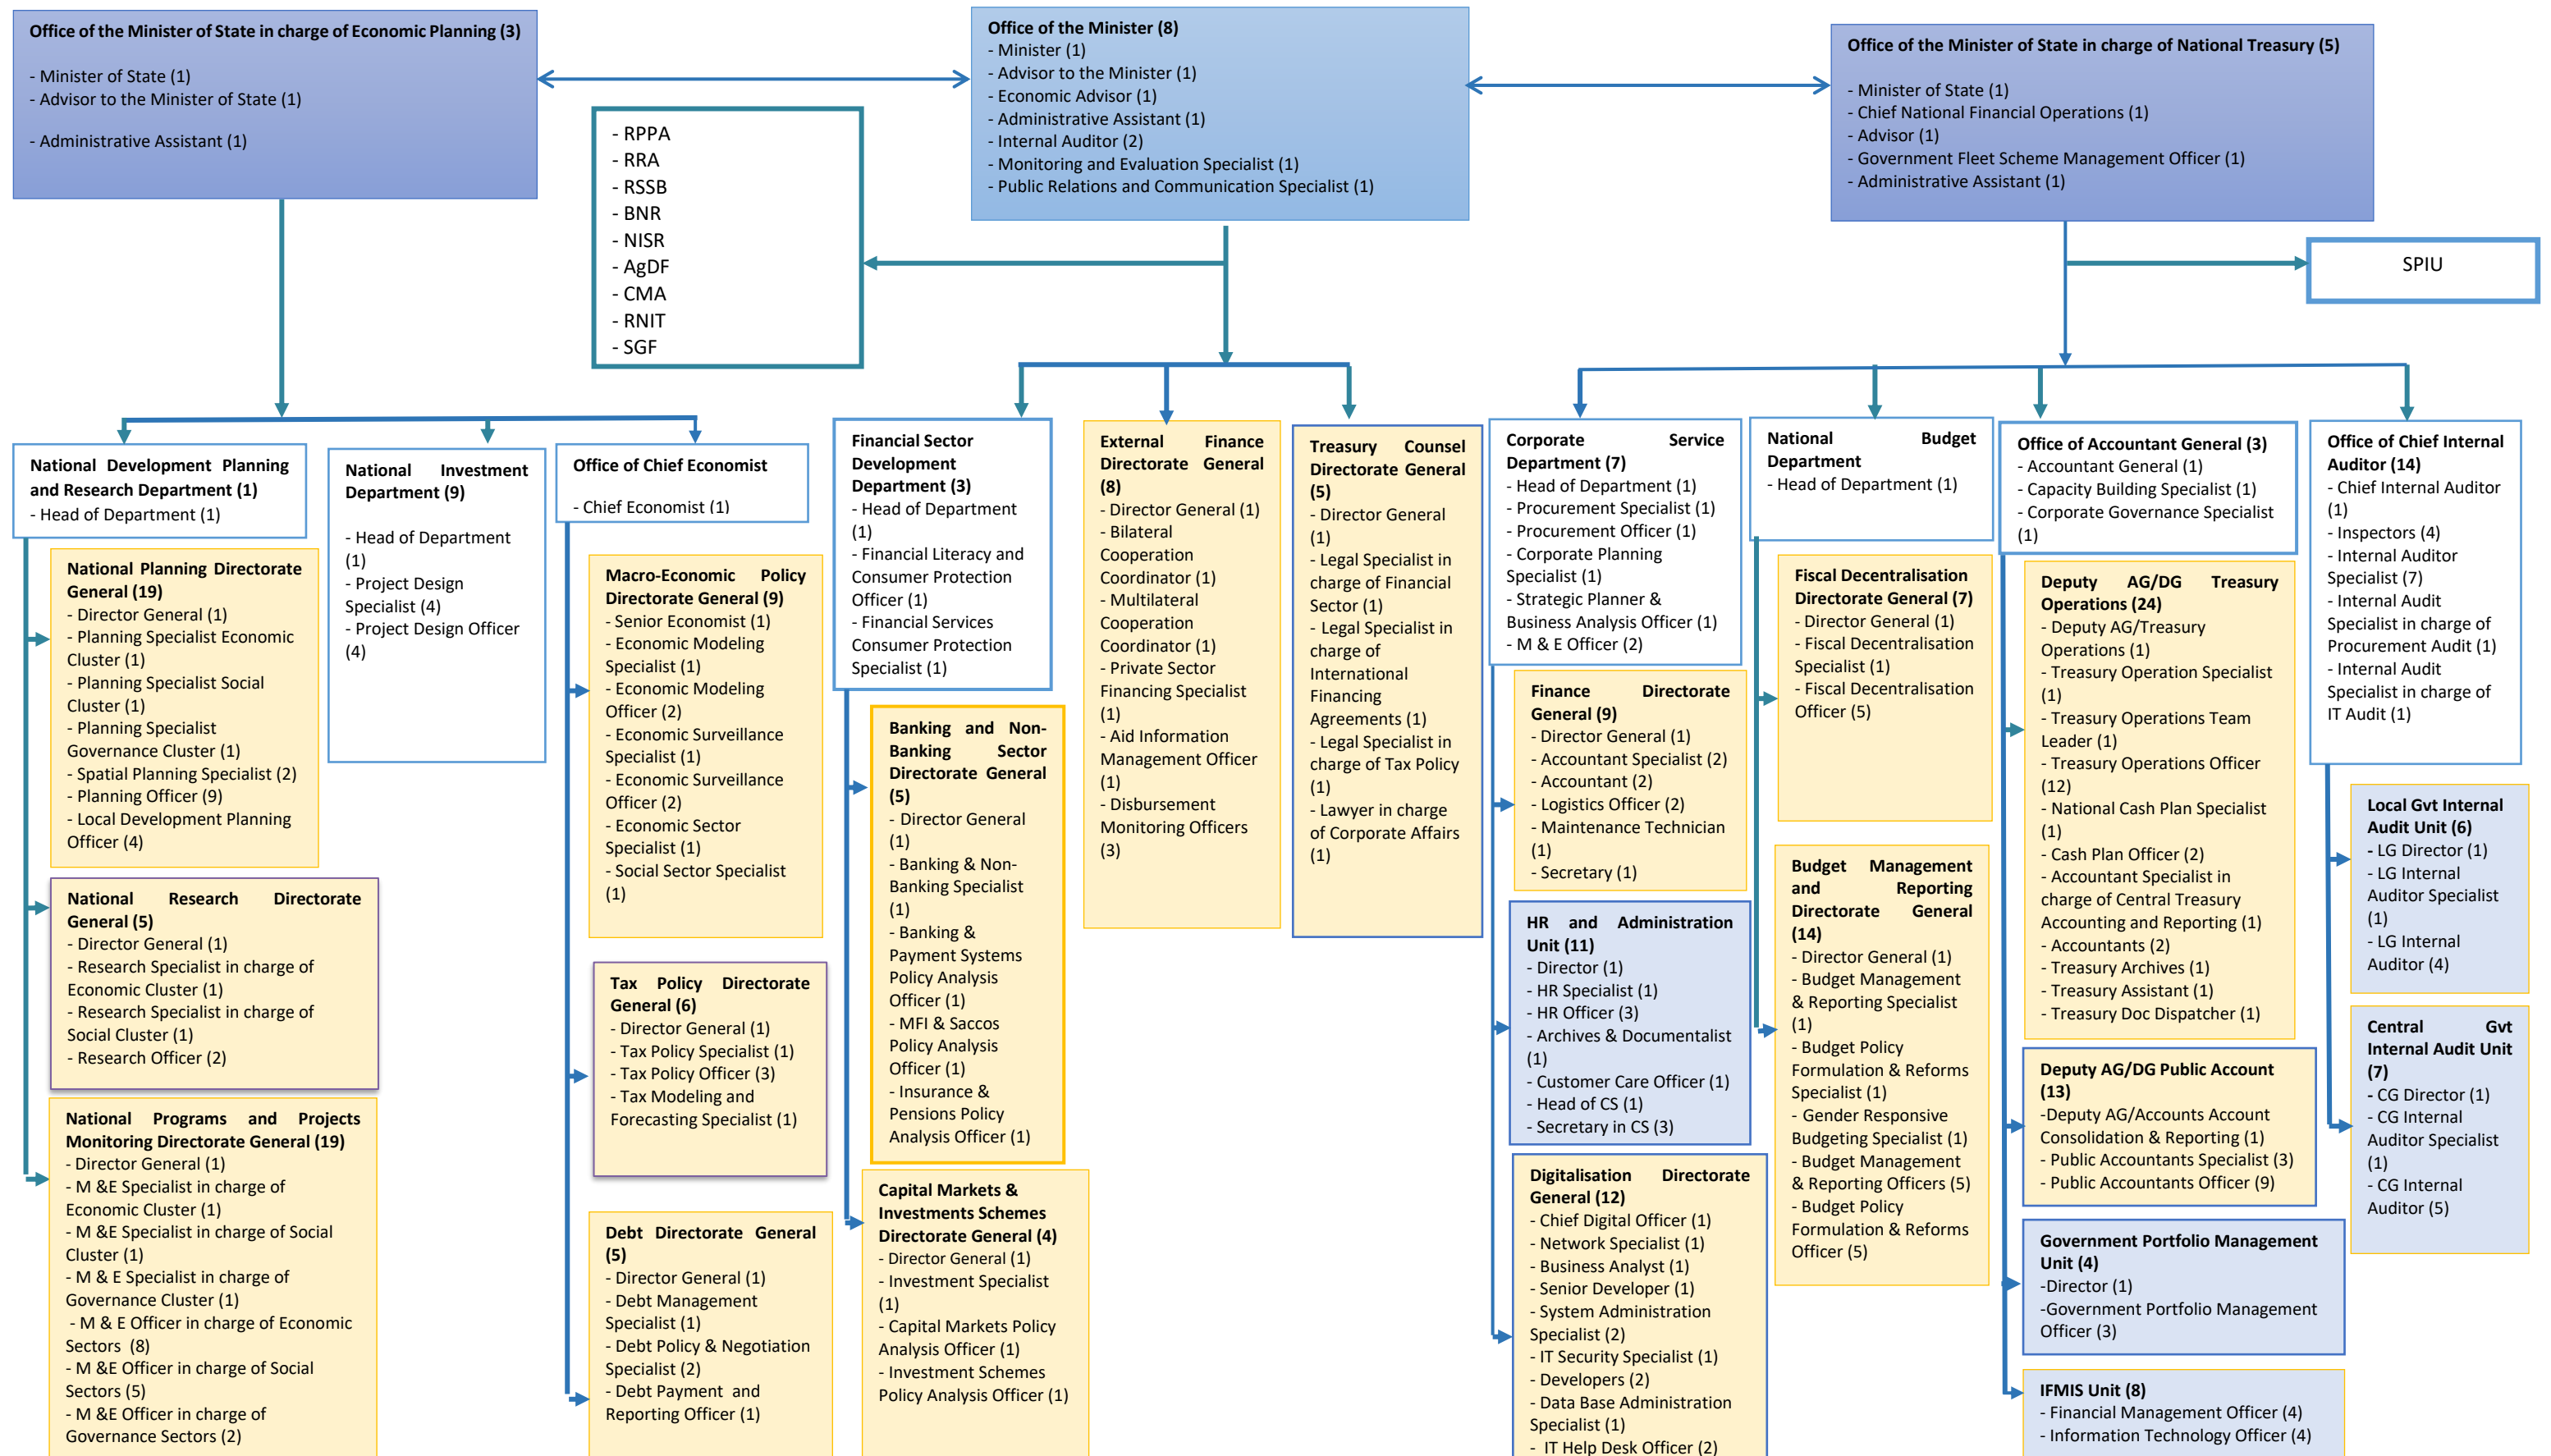 Office of the Minister of State in charge of Economic Planning (3)
- Minister of State (1)
- Advisor to the Minister of State (1)
- Administrative Assistant (1)
Office of the Minister (8)
- Minister (1)
- Advisor to the Minister (1)
- Economic Advisor (1)
- Administrative Assistant (1)
- Internal Auditor (2)
- Monitoring and Evaluation Specialist (1)
- Public Relations and Communication Specialist (1)
Office of the Minister of State in charge of National Treasury (5)
- Minister of State (1)
- Chief National Financial Operations (1)
- Advisor (1)
- Government Fleet Scheme Management Officer (1)
- Administrative Assistant (1)
- RPPA
- RRA
- RSSB
- BNR
- NISR
- AgDF
- CMA
- RNIT
- SGF
SPIU
National Development Planning
and Research Department (1)
- Head of Department (1)
National Planning Directorate
General (19)
- Director General (1)
- Planning Specialist Economic
Cluster (1)
- Planning Specialist Social
Cluster (1)
- Planning Specialist
Governance Cluster (1)
- Spatial Planning Specialist (2)
- Planning Officer (9)
- Local Development Planning
Officer (4)
National Research Directorate
General (5)
- Director General (1)
- Research Specialist in charge of
Economic Cluster (1)
- Research Specialist in charge of
Social Cluster (1)
- Research Officer (2)
National Programs and Projects
Monitoring Directorate General (19)
- Director General (1)
- M &E Specialist in charge of
Economic Cluster (1)
- M &E Specialist in charge of Social
Cluster (1)
- M & E Specialist in charge of
Governance Cluster (1)
- M & E Officer in charge of Economic
Sectors (8)
- M &E Officer in charge of Social
Sectors (5)
- M &E Officer in charge of
Governance Sectors (2)
National Investment
Department (9)
- Head of Department
(1)
- Project Design
Specialist (4)
- Project Design Officer
(4)
Office of Chief Economist
- Chief Economist (1)
Macro-Economic Policy
Directorate General (9)
- Senior Economist (1)
- Economic Modeling
Specialist (1)
- Economic Modeling
Officer (2)
- Economic Surveillance
Specialist (1)
- Economic Surveillance
Officer (2)
- Economic Sector
Specialist (1)
- Social Sector Specialist
(1)
Tax Policy Directorate
General (6)
- Director General (1)
- Tax Policy Specialist (1)
- Tax Policy Officer (3)
- Tax Modeling and
Forecasting Specialist (1)
Debt Directorate General
(5)
- Director General (1)
- Debt Management
Specialist (1)
- Debt Policy & Negotiation
Specialist (2)
- Debt Payment and
Reporting Officer (1)
Financial Sector
Development
Department (3)
- Head of Department
(1)
- Financial Literacy and
Consumer Protection
Officer (1)
- Financial Services
Consumer Protection
Specialist (1)
Banking and Non-
Banking Sector
Directorate General
(5)
- Director General
(1)
- Banking & Non-
Banking Specialist
(1)
- Banking &
Payment Systems
Policy Analysis
Officer (1)
- MFI & Saccos
Policy Analysis
Officer (1)
- Insurance &
Pensions Policy
Analysis Officer (1)
Capital Markets &
Investments Schemes
Directorate General (4)
- Director General (1)
- Investment Specialist
(1)
- Capital Markets Policy
Analysis Officer (1)
- Investment Schemes
Policy Analysis Officer (1)
External Finance
Directorate General
(8)
- Director General (1)
- Bilateral
Cooperation
Coordinator (1)
- Multilateral
Cooperation
Coordinator (1)
- Private Sector
Financing Specialist
(1)
- Aid Information
Management Officer
(1)
- Disbursement
Monitoring Officers
(3)
Treasury Counsel
Directorate General
(5)
- Director General
(1)
- Legal Specialist in
charge of Financial
Sector (1)
- Legal Specialist in
charge of
International
Financing
Agreements (1)
- Legal Specialist in
charge of Tax Policy
(1)
- Lawyer in charge
of Corporate Affairs
(1)
Corporate Service
Department (7)
- Head of Department (1)
- Procurement Specialist (1)
- Procurement Officer (1)
- Corporate Planning
Specialist (1)
- Strategic Planner &
Business Analysis Officer (1)
- M & E Officer (2)
Finance Directorate
General (9)
- Director General (1)
- Accountant Specialist (2)
- Accountant (2)
- Logistics Officer (2)
- Maintenance Technician
(1)
- Secretary (1)
HR and Administration
Unit (11)
- Director (1)
- HR Specialist (1)
- HR Officer (3)
- Archives & Documentalist
(1)
- Customer Care Officer (1)
- Head of CS (1)
- Secretary in CS (3)
Digitalisation Directorate
General (12)
- Chief Digital Officer (1)
- Network Specialist (1)
- Business Analyst (1)
- Senior Developer (1)
- System Administration
Specialist (2)
- IT Security Specialist (1)
- Developers (2)
- Data Base Administration
Specialist (1)
- IT Help Desk Officer (2)
National Budget
Department
- Head of Department (1)
Fiscal Decentralisation
Directorate General (7)
- Director General (1)
- Fiscal Decentralisation
Specialist (1)
- Fiscal Decentralisation
Officer (5)
Budget Management
and Reporting
Directorate General
(14)
- Director General (1)
- Budget Management
& Reporting Specialist
(1)
- Budget Policy
Formulation & Reforms
Specialist (1)
- Gender Responsive
Budgeting Specialist (1)
- Budget Management
& Reporting Officers (5)
- Budget Policy
Formulation & Reforms
Officer (5)
Office of Accountant General (3)
- Accountant General (1)
- Capacity Building Specialist (1)
- Corporate Governance Specialist
(1)
Deputy AG/DG Treasury
Operations (24)
- Deputy AG/Treasury
Operations (1)
- Treasury Operation Specialist
(1)
- Treasury Operations Team
Leader (1)
- Treasury Operations Officer
(12)
- National Cash Plan Specialist
(1)
- Cash Plan Officer (2)
- Accountant Specialist in
charge of Central Treasury
Accounting and Reporting (1)
- Accountants (2)
- Treasury Archives (1)
- Treasury Assistant (1)
- Treasury Doc Dispatcher (1)
Deputy AG/DG Public Account
(13)
-Deputy AG/Accounts Account
Consolidation & Reporting (1)
- Public Accountants Specialist (3)
- Public Accountants Officer (9)
Government Portfolio Management
Unit (4)
-Director (1)
-Government Portfolio Management
Officer (3)
IFMIS Unit (8)
- Financial Management Officer (4)
- Information Technology Officer (4)
Office of Chief Internal
Auditor (14)
- Chief Internal Auditor
(1)
- Inspectors (4)
- Internal Auditor
Specialist (7)
- Internal Audit
Specialist in charge of
Procurement Audit (1)
- Internal Audit
Specialist in charge of
IT Audit (1)
Local Gvt Internal
Audit Unit (6)
- LG Director (1)
- LG Internal
Auditor Specialist
(1)
- LG Internal
Auditor (4)
Central Gvt
Internal Audit Unit
(7)
- CG Director (1)
- CG Internal
Auditor Specialist
(1)
- CG Internal
Auditor (5)